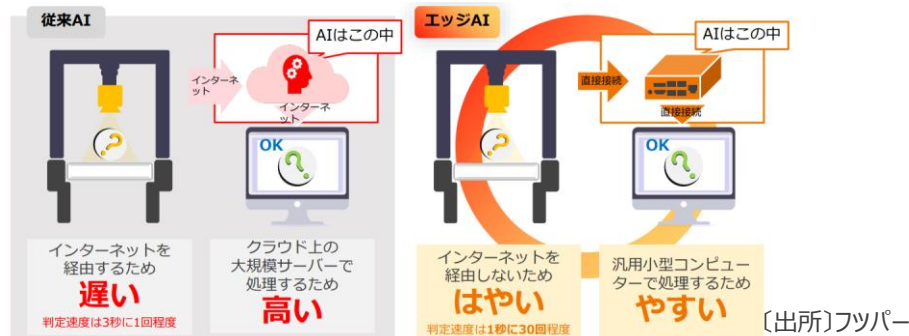 従来AI
AIはこの中
インターネ
ット
インターネ
ット
OK
インターネットを
経由するため
遅い
判定速度は3秒に1回程度
クラウド上の
大規模サーバーで
処理するため
高い
エッジAI
AIはこの中
直接接続
直接接続
OK
インターネットを
経由しないため
はやい
判定速度は1秒に30回程度
汎用小型コンピュー
ターで処理するため
やすい
〔出所〕フツパー